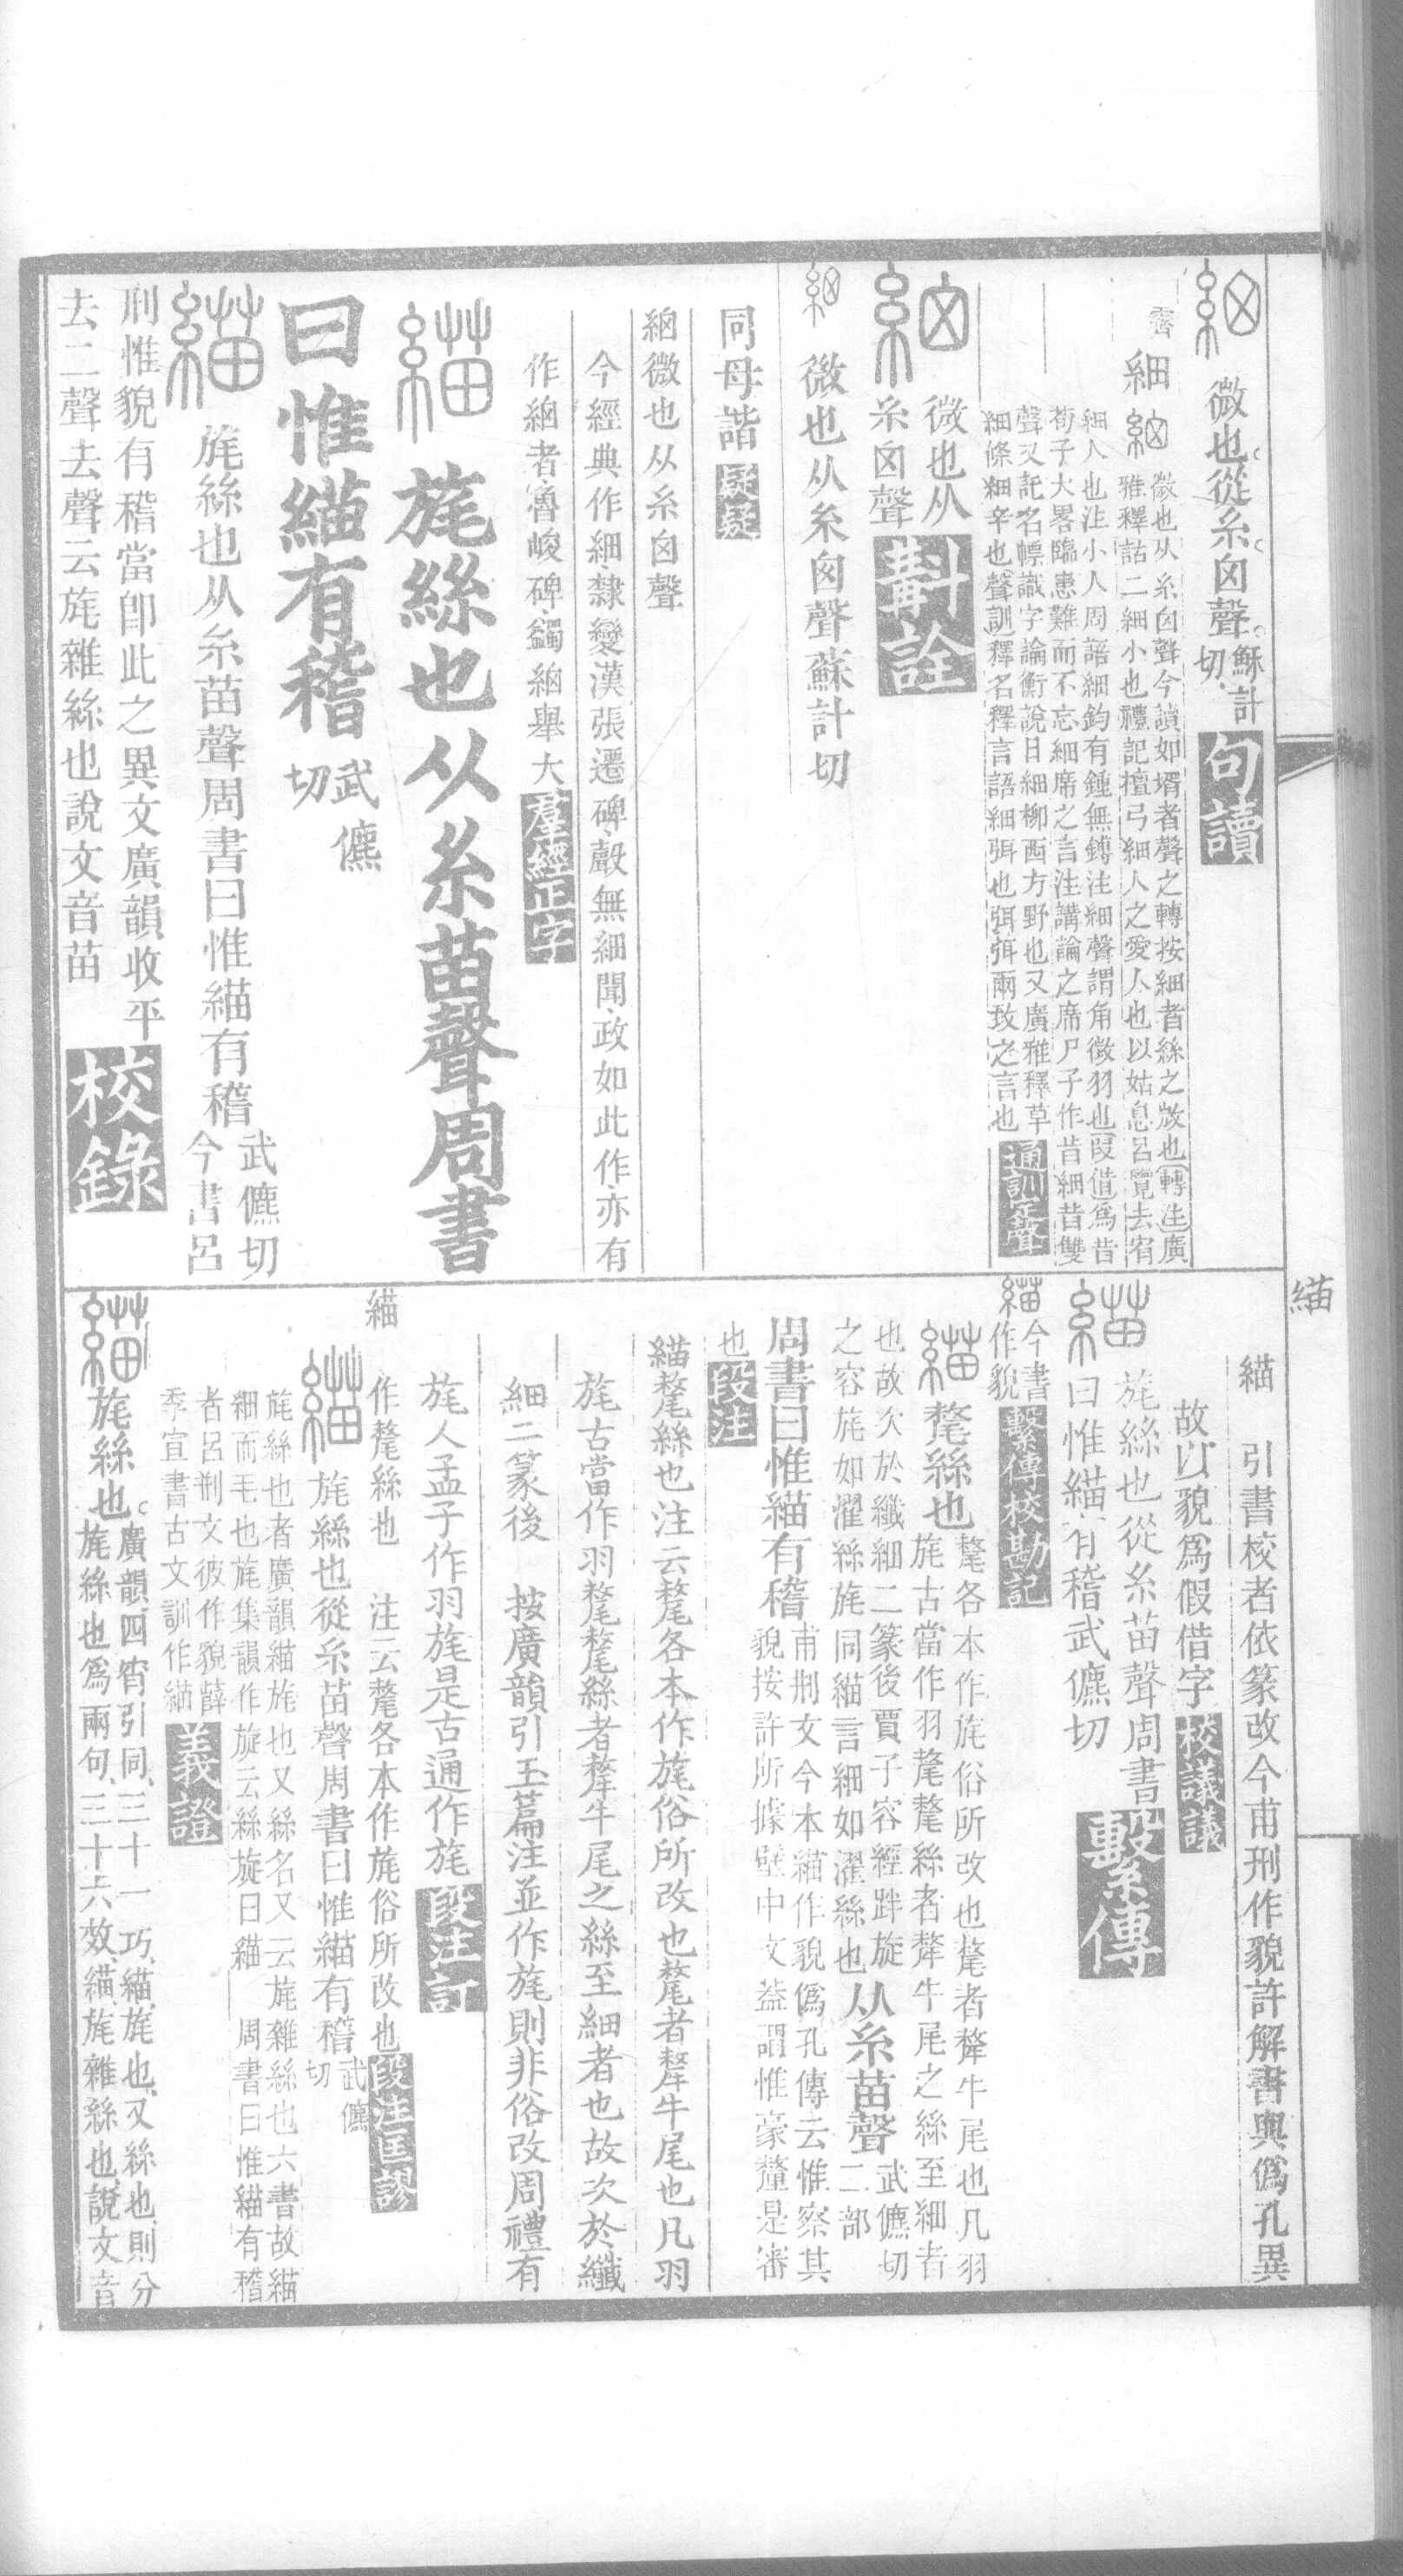 微也。從糸囟聲。穌計切、句讀
霽
細
微也从糸囟聲今讀如壻者聲之轉按細者絲之㪔也(轉注)廣
雅釋詁二細小也禮記檀弓細人之愛人也以姑息呂覽去宥
細人也注小人周語細鈞有鍾無鎛注細聲謂角徵羽也(叚借)爲昔
荀子大畧臨患難而不忘細席之言注講論之席尸子作昔細昔雙
聲又託名幖識字論衡說日細柳西方野也又廣雅釋草
細條細辛也(聲訓)釋名釋言語細弭也弭弭兩致之言也通訓定聲
微也从
糸囟聲斠詮
微也从糸囟聲蘇計切
同母諧疑疑
細微也从糸囟聲
今經典作細、隸變漢張遷碑、㱿無細聞、政如此作、亦有
作細者、魯峻碑、鐲細舉大羣經正字
緢旄絲也从糸苗聲周書
曰惟緢有稽武儦切
旄絲也从糸苗聲周書曰惟緢有稽武儦切今書呂
刑惟貌有稽當卽此之異文廣韻收平
去二聲去聲云旄雜絲也說文音苗校錄
緢
緢 引書校者依篆改今甫刑作貌許解書與僞孔異
故以貌爲假借字校議議
旄絲也從糸苗聲周書
曰惟緢有稽武儦切繫傳
緢今書作貌繫傳校勘記
氂絲也氂各本作旄俗所改也氂者犛牛尾也凡羽
旄古當作羽氂氂絲者犛牛尾之絲至細者
也故次於纖細二篆後賈子容經跘旋
之容旄如濯絲旄同緢言細如濯絲也从糸苗聲武儦切二部
周書曰惟緢有稽甫刑文今本緢作貌僞孔傳云惟察其
貌按許所據壁中文葢謂惟豪釐是審
也段注
緢氂絲也注云氂各本作旄俗所改也氂者犛牛尾也凡羽
旄古當作羽氂氂絲者犛牛尾之絲至細者也故次於纖
細二篆後 按廣韻引玉篇注並作旄則非俗改周禮有
旄人孟子作羽旄是古通作旄段注訂
緢
作氂絲也 注云氂各本作旄俗所改也段注匡謬
旄絲也從糸苗聲周書曰惟緢有稽武儦切
旄絲也者廣韻緢旄也又絲名又云旄雜絲也六書故緢
細而毛也旄集韻作旋云絲旋曰緢 周書曰惟緢有稽
者呂刑文彼作貌薛
季宣書古文訓作緢義證
旄絲也。廣韻、四宵引同、三十一巧、緢、旄也、又絲也、則分
旄絲也爲兩句、三十六效、緢、旄雜絲也、說文音